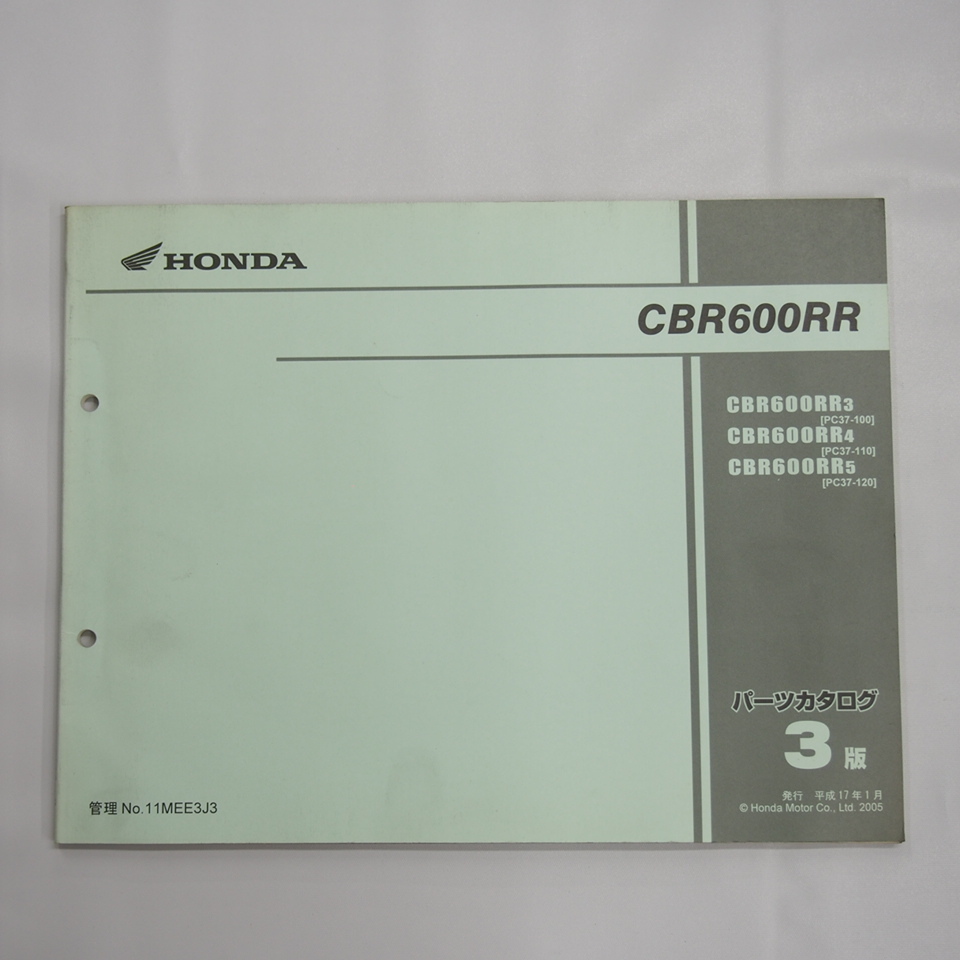 HONDA
CBR600RR
CBR600RR3
[PC37-100]
CBR600RR4
[PC37-110]
CBR600RR5
[PC37-120]
パーツカタログ
3版
発行 平成17年1月
© Honda Motor Co., Ltd. 2005
管理 No.11MEE3J3